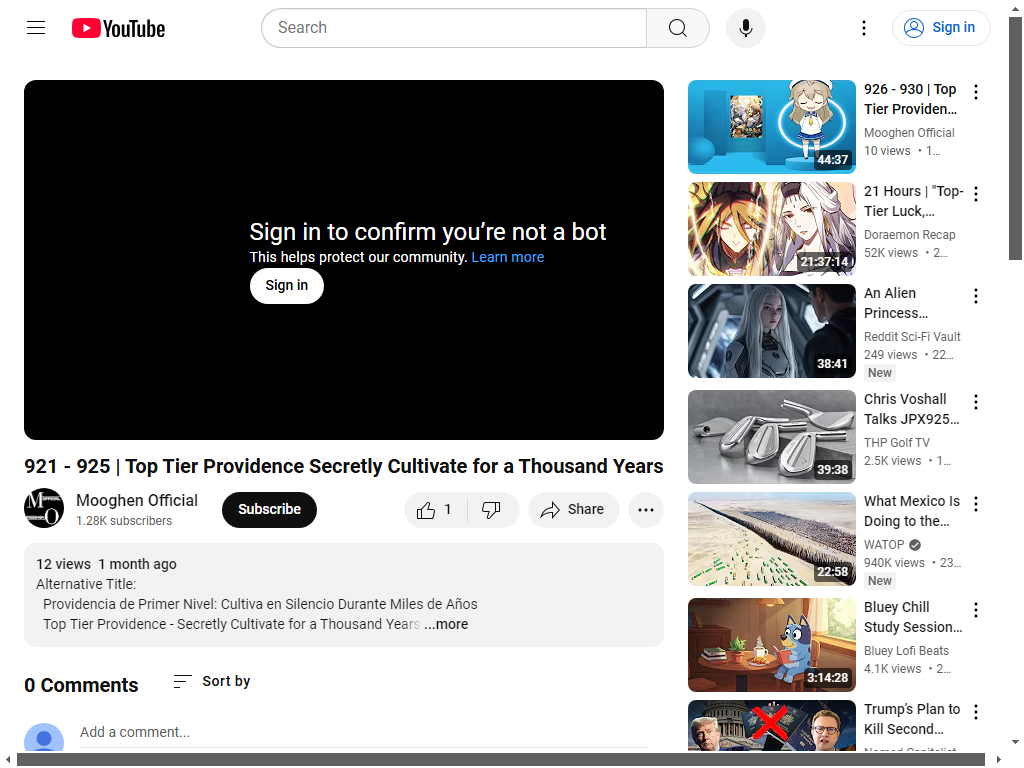 YouTube
Search
Sign in
Sign in to confirm you’re not a bot
This helps protect our community. Learn more
Sign in
921 - 925 | Top Tier Providence Secretly Cultivate for a Thousand Years
Mooghen Official
1.28K subscribers
Subscribe
1
Share
12 views 1 month ago
Alternative Title:
Providencia de Primer Nivel: Cultiva en Silencio Durante Miles de Años
Top Tier Providence - Secretly Cultivate for a Thousand Years ...more
0 Comments
Sort by
Add a comment...
44:37
926 - 930 | Top
Tier Providen...
Mooghen Official
10 views • 1...
21:37:14
21 Hours | "Top-
Tier Luck,...
Doraemon Recap
52K views • 2...
38:41
An Alien
Princess...
Reddit Sci-Fi Vault
249 views • 22...
New
39:38
Chris Voshall
Talks JPX925...
THP Golf TV
2.5K views • 1...
22:58
What Mexico Is
Doing to the...
WATOP
940K views • 23...
New
3:14:28
Bluey Chill
Study Session...
Bluey Lofi Beats
4.1K views • 2...
Trump’s Plan to
Kill Second...